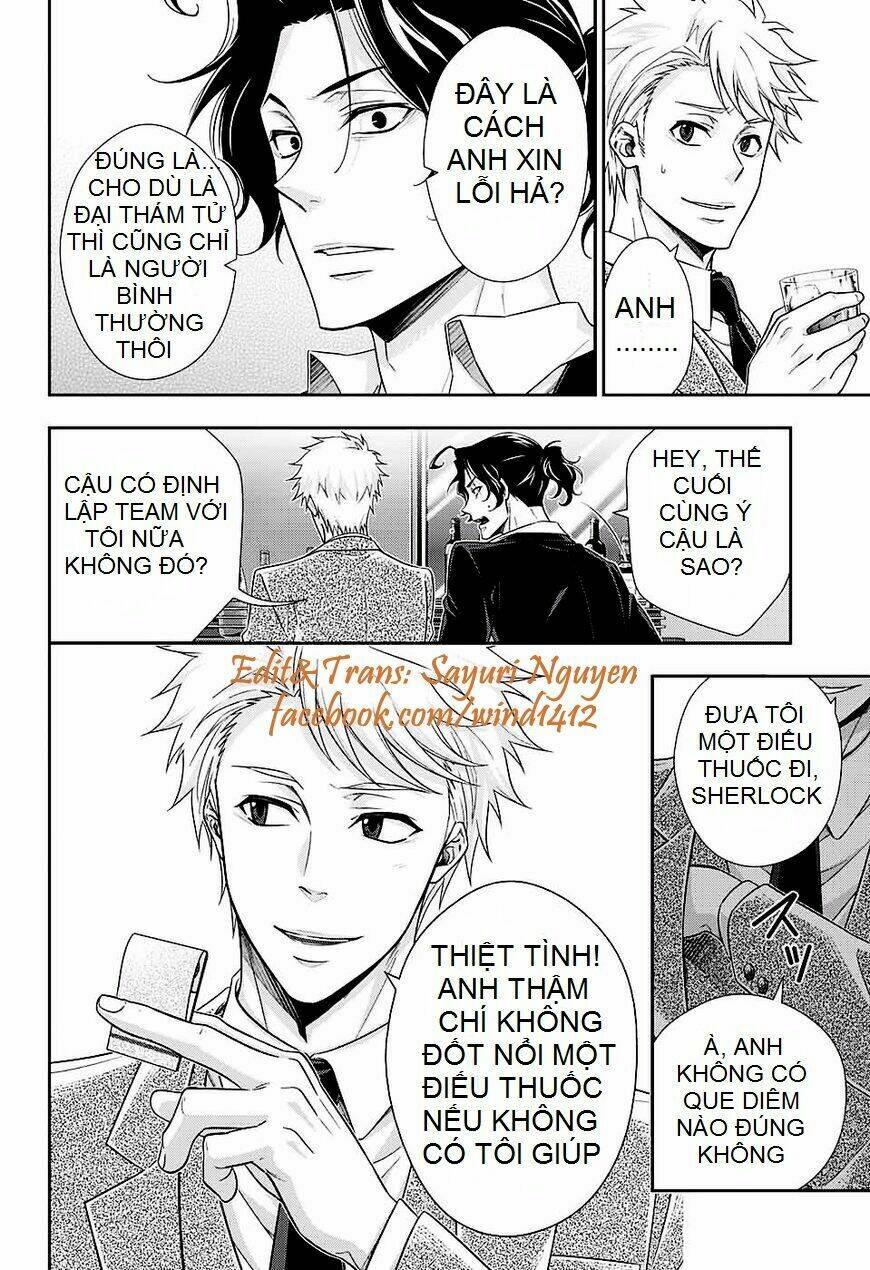 ANH
........
ĐÂY LÀ
CÁCH
ANH XIN
LỖI HẢ?
ĐÚNG LÀ..
CHO DÙ LÀ
ĐẠI THÁM TỬ
THÌ CŨNG CHỈ
LÀ NGƯỜI
BÌNH
THƯỜNG
THÔI
HEY, THẾ
CUỐI
CÙNG Ý
CẬU LÀ
SAO?
CẬU CÓ ĐỊNH
LẬP TEAM VỚI
TÔI NỮA
KHÔNG ĐÓ?
Edit& Trans: Sayuri Nguyen
facebook.com/wind1412
ĐƯA TÔI
MỘT ĐIẾU
THUỐC ĐI,
SHERLOCK
À, ANH
KHÔNG CÓ
QUE DIÊM
NÀO ĐÚNG
KHÔNG
THIỆT TÌNH!
ANH THẬM
CHÍ KHÔNG
ĐỐT NỔI MỘT
ĐIẾU THUỐC
NẾU KHÔNG
CÓ TÔI GIÚP